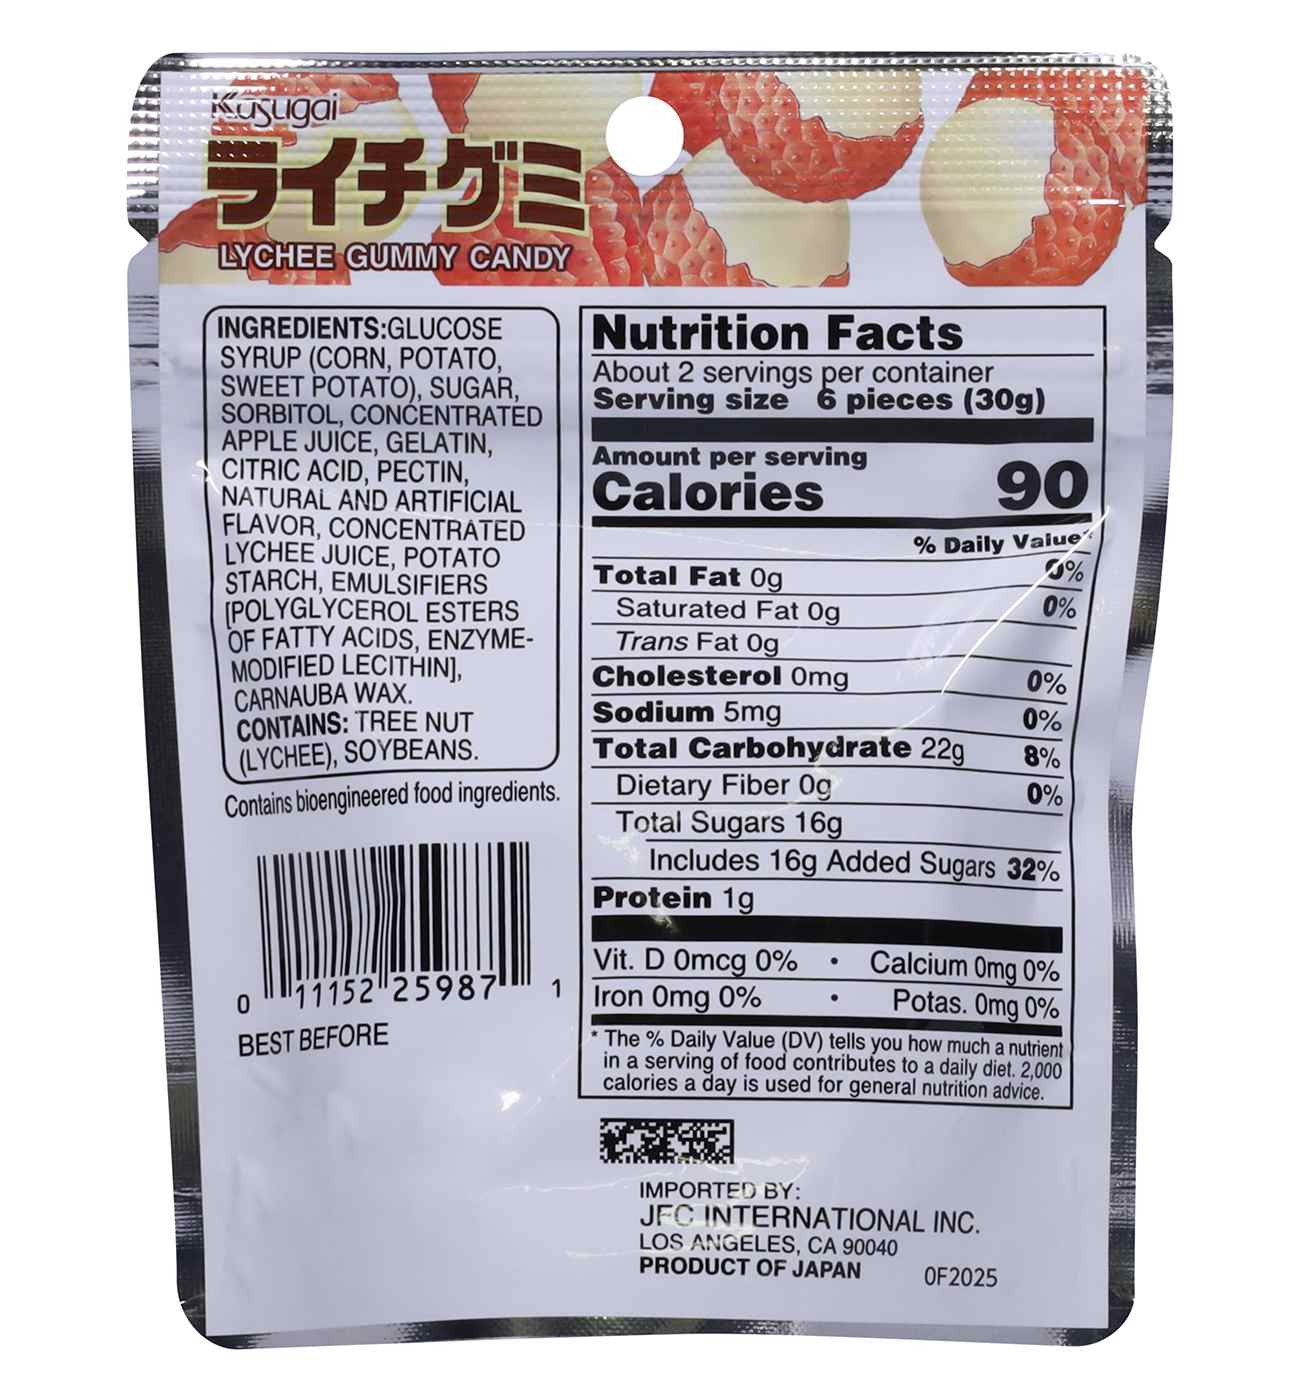 Kasugai
ライチグミ
LYCHEE GUMMY CANDY
INGREDIENTS:GLUCOSE
SYRUP (CORN, POTATO,
SWEET POTATO), SUGAR,
SORBITOL, CONCENTRATED
APPLE JUICE, GELATIN,
CITRIC ACID, PECTIN,
NATURAL AND ARTIFICIAL
FLAVOR, CONCENTRATED
LYCHEE JUICE, POTATO
STARCH, EMULSIFIERS
[POLYGLYCEROL ESTERS
OF FATTY ACIDS, ENZYME-
MODIFIED LECITHIN],
CARNAUBA WAX.
CONTAINS: TREE NUT
(LYCHEE), SOYBEANS.
Contains bioengineered food ingredients.
0 11152 25987 1
BEST BEFORE
Nutrition Facts
About 2 servings per container
Serving size 6 pieces (30g)
Amount per serving
Calories 90
% Daily Value*
Total Fat 0g 0%
Saturated Fat 0g 0%
Trans Fat 0g
Cholesterol 0mg 0%
Sodium 5mg 0%
Total Carbohydrate 22g 8%
Dietary Fiber 0g 0%
Total Sugars 16g
Includes 16g Added Sugars 32%
Protein 1g
Vit. D 0mcg 0% • Calcium 0mg 0%
Iron 0mg 0% • Potas. 0mg 0%
* The % Daily Value (DV) tells you how much a nutrient
in a serving of food contributes to a daily diet. 2,000
calories a day is used for general nutrition advice.
IMPORTED BY:
JFC INTERNATIONAL INC.
LOS ANGELES, CA 90040
PRODUCT OF JAPAN 0F2025